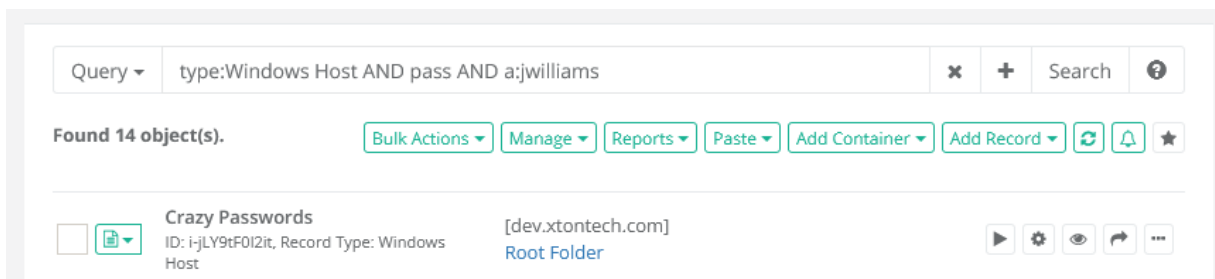 Query type:Windows Host AND pass AND a:jwilliams Search
Found 14 object(s). Bulk Actions Manage Reports Paste Add Container Add Record
Crazy Passwords
ID: i-jLY9tF0I2it, Record Type: Windows
Host
[dev.xtontech.com]
Root Folder